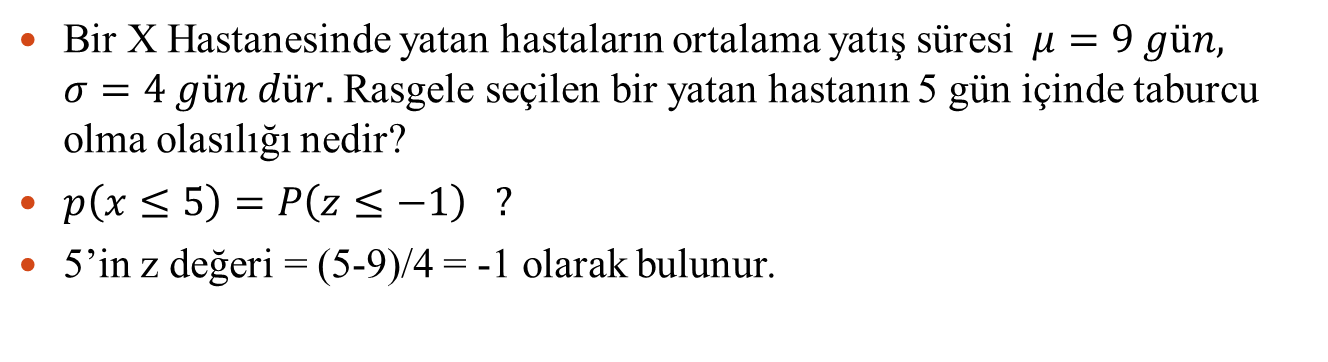 • Bir X Hastanesinde yatan hastaların ortalama yatış süresi μ = 9 gün,
σ = 4 gün dür. Rasgele seçilen bir yatan hastanın 5 gün içinde taburcu
olma olasılığı nedir?
• p(x ≤ 5) = P(z ≤ −1) ?
• 5’in z değeri = (5-9)/4 = -1 olarak bulunur.